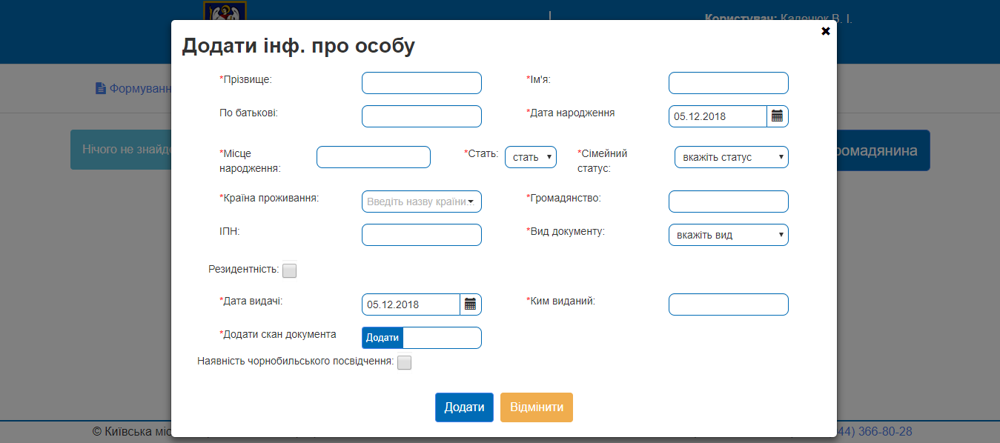 Користувач: Каденюк В. І.
Додати інф. про особу
*Прізвище:
*Ім'я:
По батькові:
*Дата народження
05.12.2018
Формуванн
Нічого не знайд
ромадянина
*Місце
народження:
*Стать:
стать
*Сімейний
статус:
вкажіть статус
*Країна проживання:
Введіть назву країни...
*Громадянство:
ІПН:
*Вид документу:
вкажіть вид
Резидентність:
*Дата видачі:
05.12.2018
*Ким виданий:
*Додати скан документа
Додати
Наявність чорнобильського посвідчення:
Додати
Відмінити
© Київська міс
44) 366-80-28